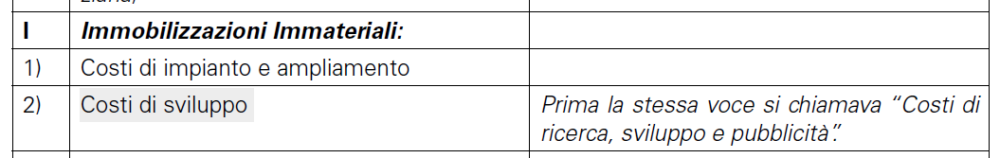 I Immobilizzazioni Immateriali:
1) Costi di impianto e ampliamento
2) Costi di sviluppo Prima la stessa voce si chiamava “Costi di
ricerca, sviluppo e pubblicità”.